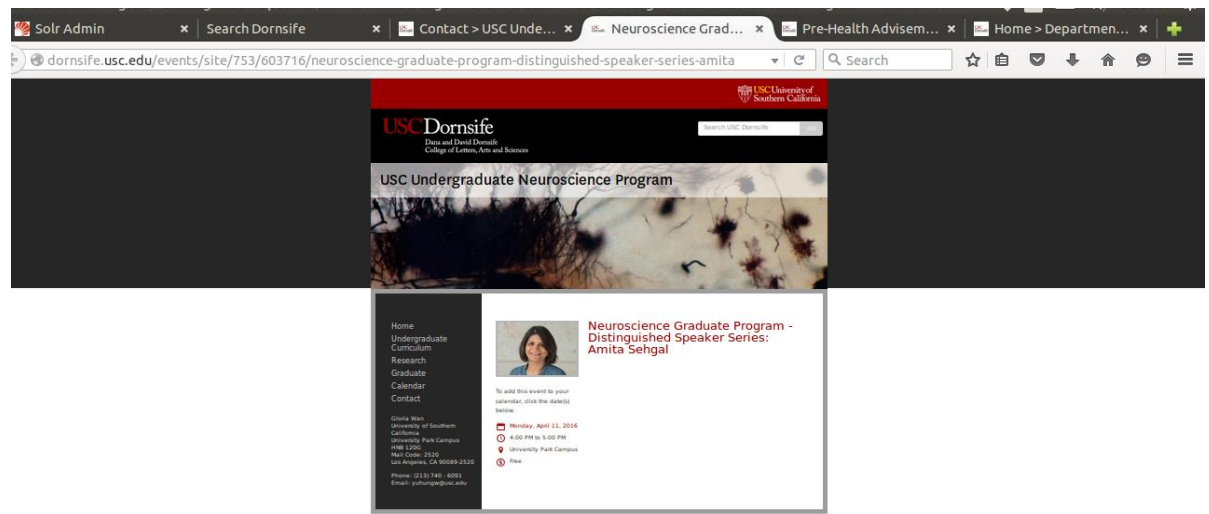 Solr Admin
Search Dornsife
Contact > USC Unde...
Neuroscience Grad...
Pre-Health Advisem...
Home > Departmen...
dornsife.usc.edu/events/site/753/603716/neuroscience-graduate-program-distinguished-speaker-series-amita
Search
USC University of
Southern California
USC Dornsife
Dana and David Dornsife
College of Letters, Arts and Sciences
Search USC Dornsife
USC Undergraduate Neuroscience Program
Home
Undergraduate
Curriculum
Research
Graduate
Calendar
Contact
Gloria Wan
University of Southern
California
University Park Campus
HNB 120G
Mail Code: 2520
Los Angeles, CA 90089-2520
Phone: (213) 740 - 6091
Email: yuhungw@usc.edu
Neuroscience Graduate Program -
Distinguished Speaker Series:
Amita Sehgal
To add this event to your
calendar, click the date(s)
below.
Monday, April 11, 2016
4:00 PM to 5:00 PM
University Park Campus
Free